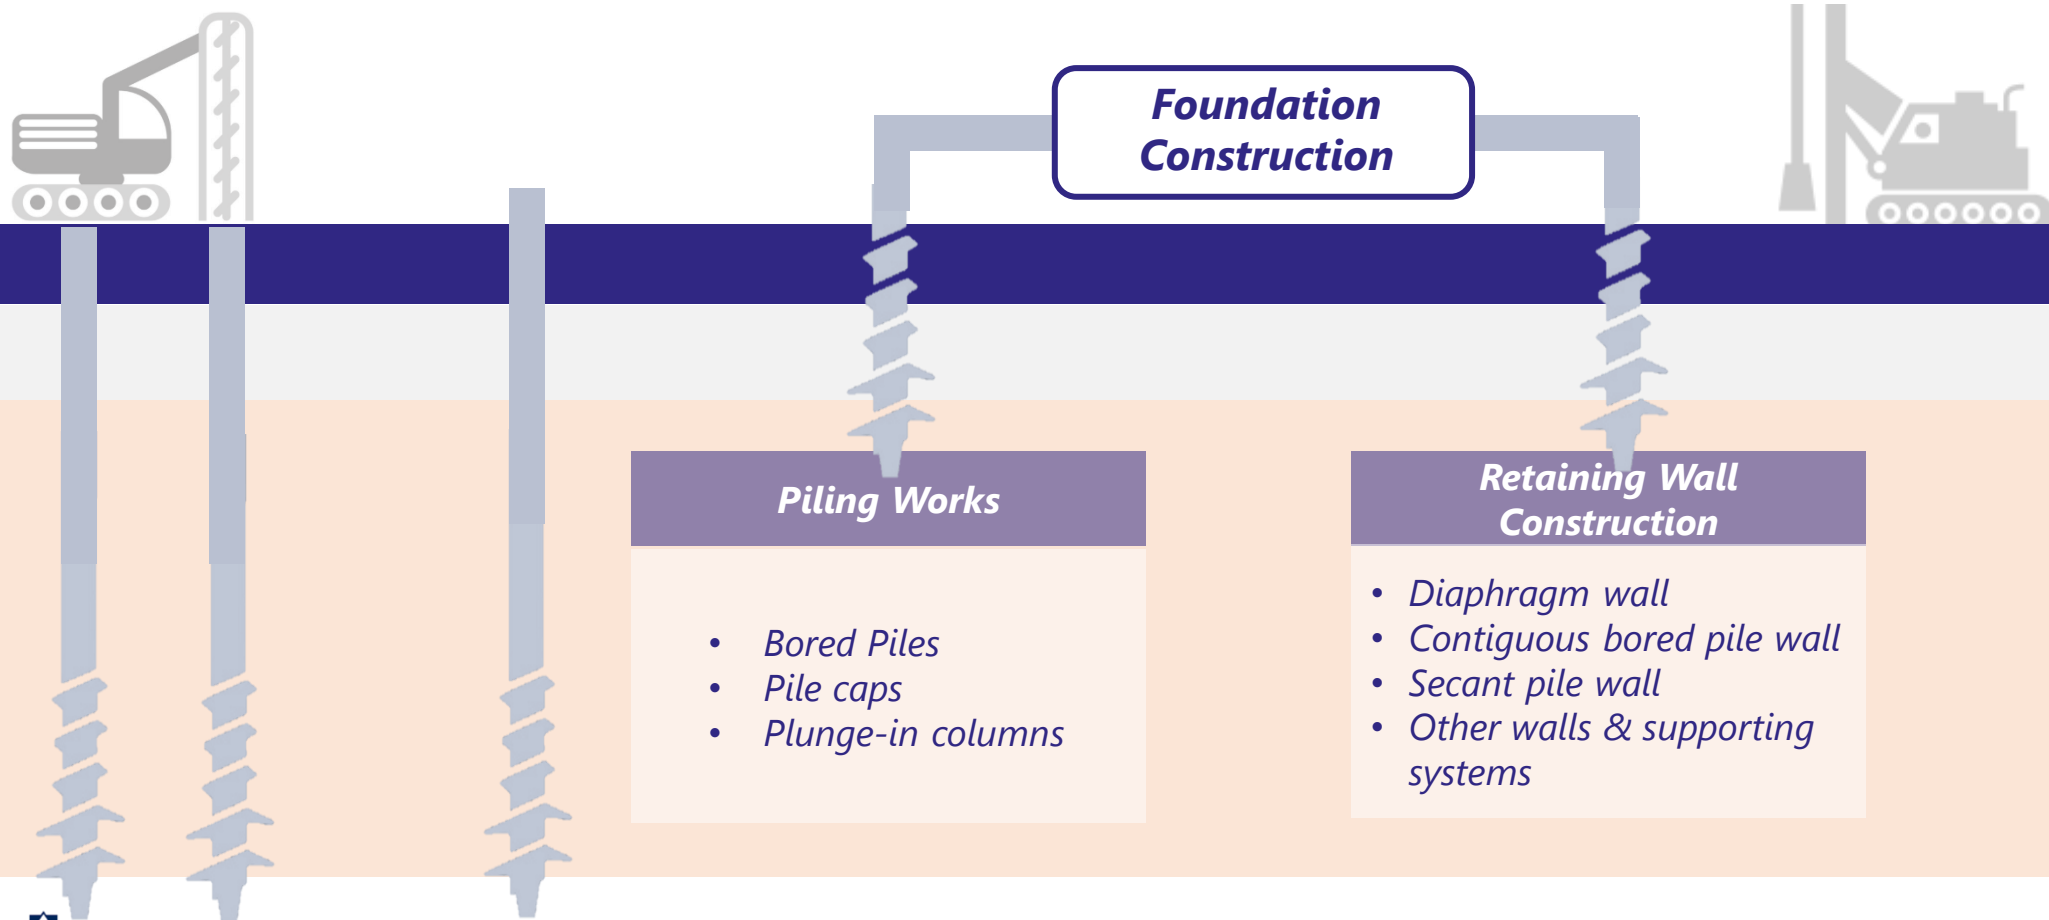 Foundation
Construction
Piling Works
• Bored Piles
• Pile caps
• Plunge-in columns
Retaining Wall
Construction
• Diaphragm wall
• Contiguous bored pile wall
• Secant pile wall
• Other walls & supporting
systems